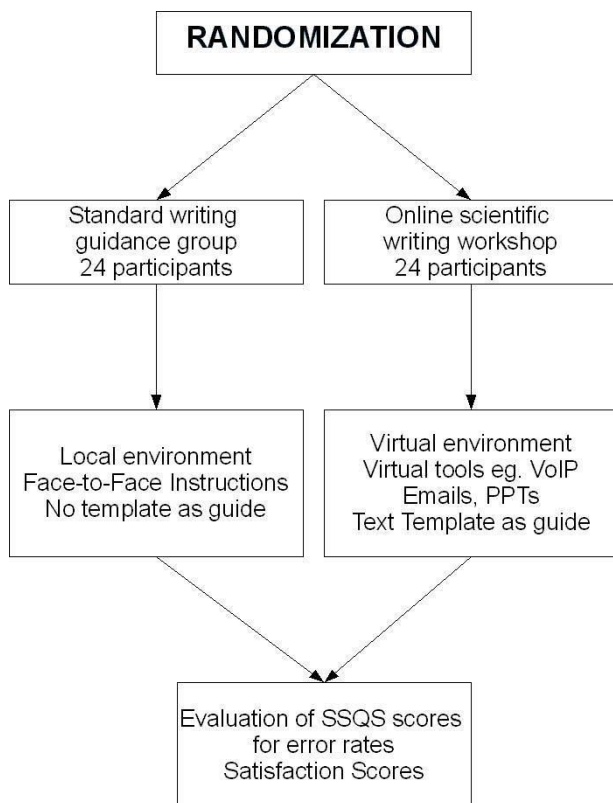 RANDOMIZATION
Standard writing
guidance group
24 participants
Online scientific
writing workshop
24 participants
Local environment
Face-to-Face Instructions
No template as guide
Virtual environment
Virtual tools eg. VoIP
Emails, PPTs
Text Template as guide
Evaluation of SSQS scores
for error rates
Satisfaction Scores